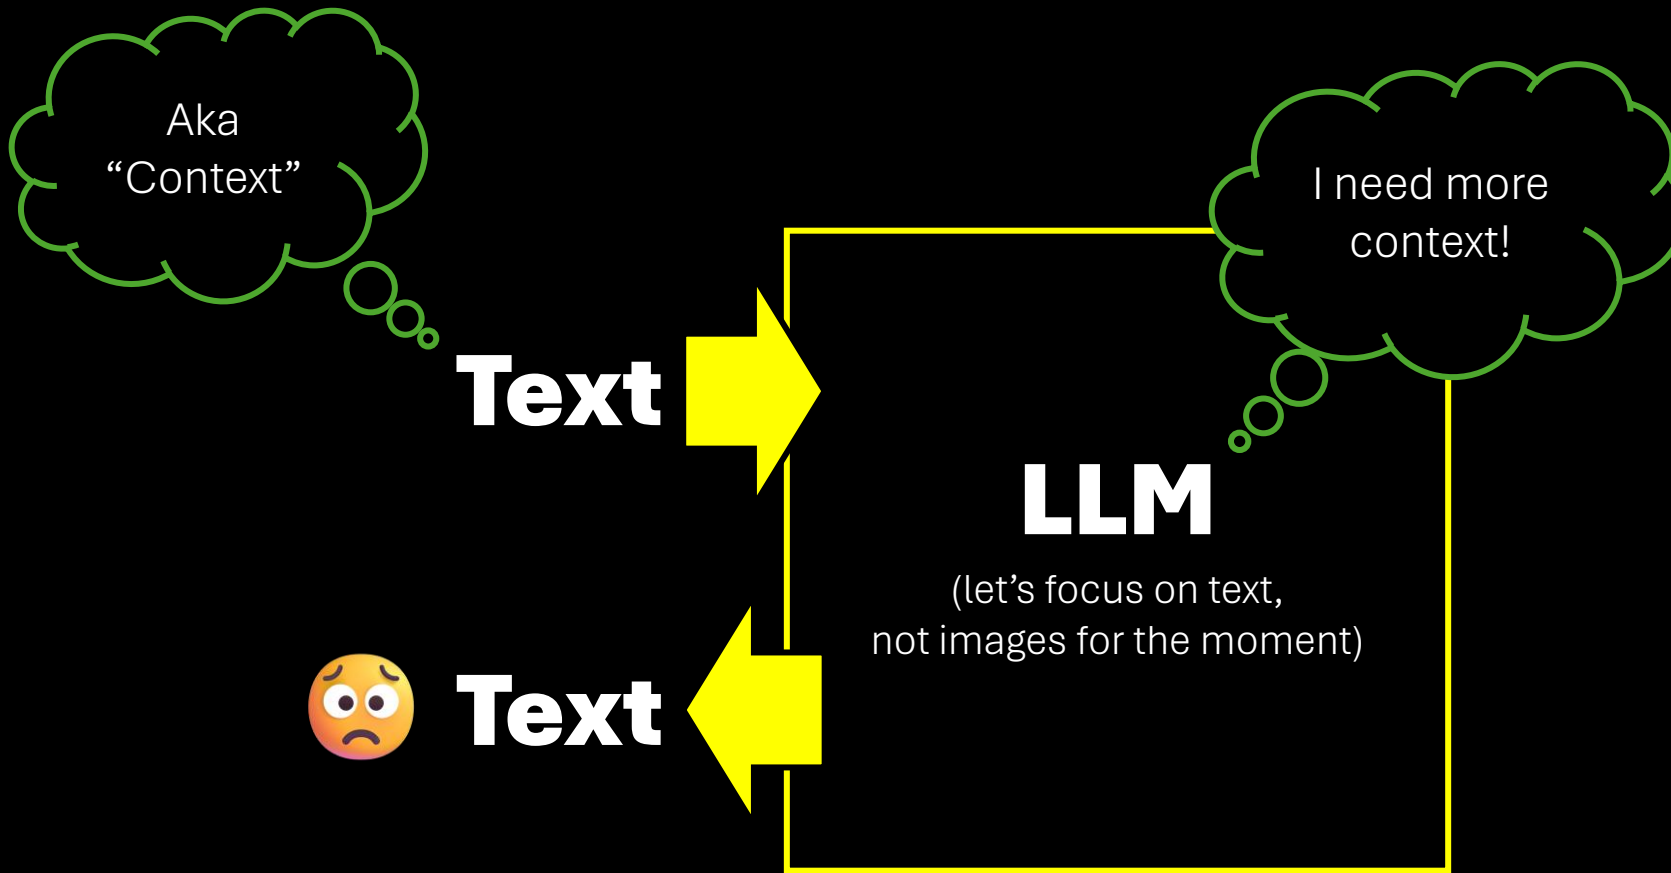 Aka
“Context”
I need more
context!
Text
LLM
(let’s focus on text,
not images for the moment)
Text